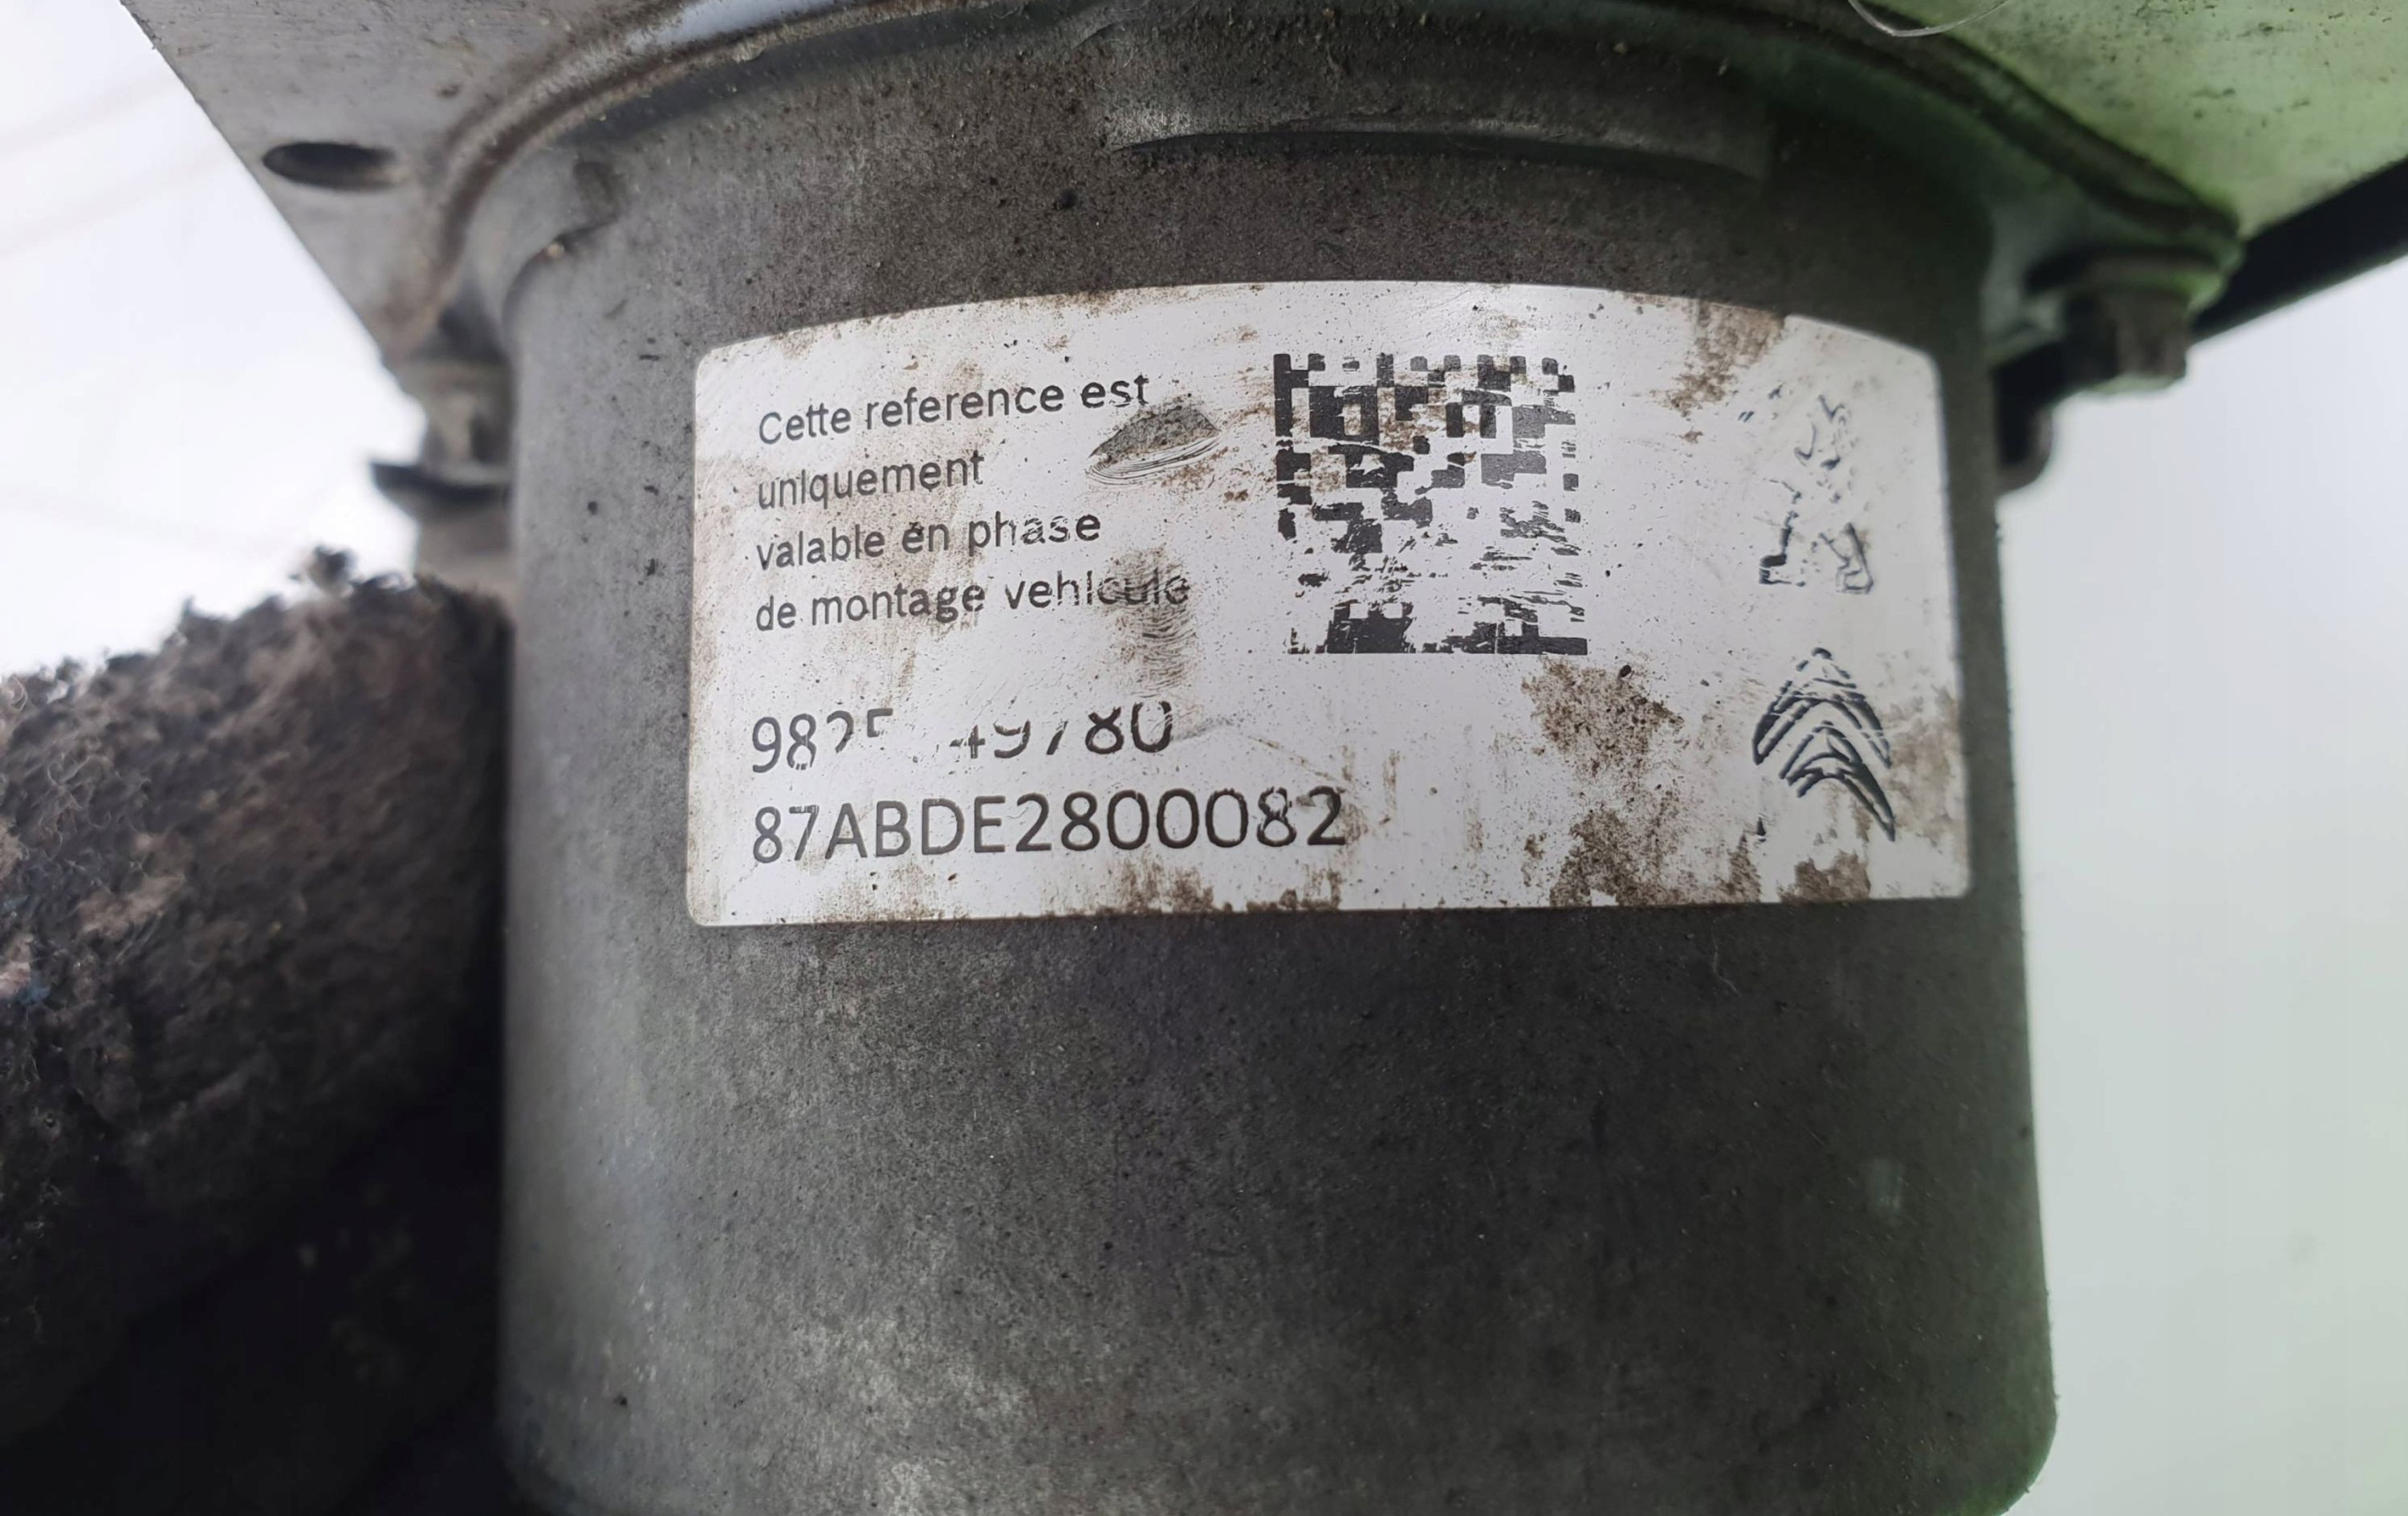 Cette reference est
uniquement
valable en phase
de montage vehicule
87ABDE2800082